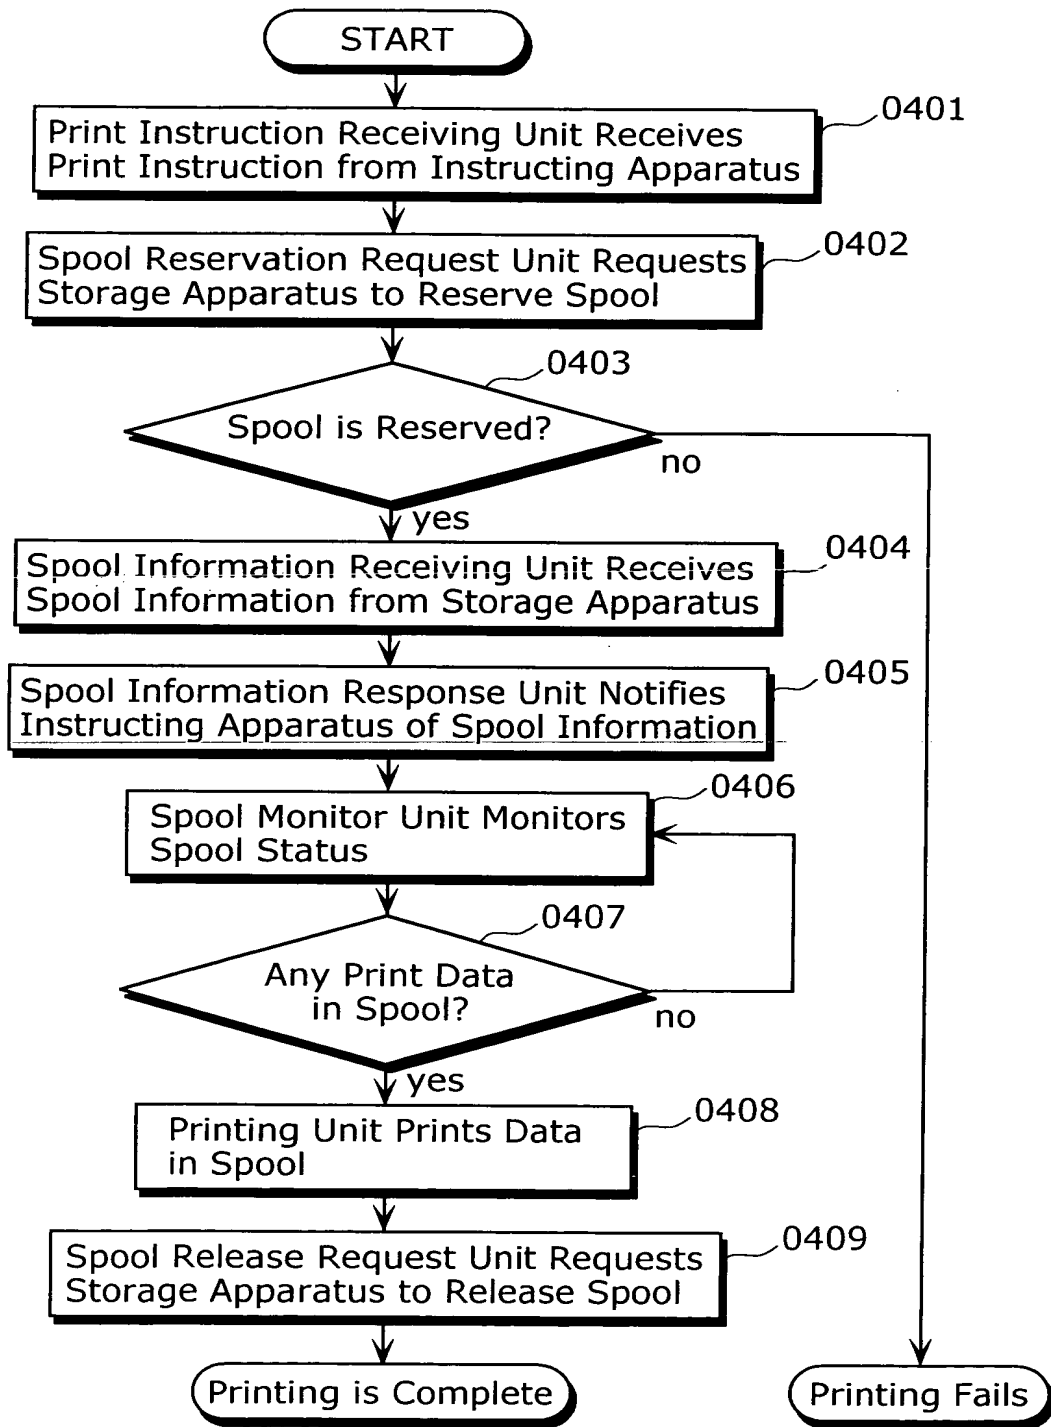 START
0401
Print Instruction Receiving Unit Receives
Print Instruction from Instructing Apparatus
0402
Spool Reservation Request Unit Requests
Storage Apparatus to Reserve Spool
0403
Spool is Reserved?
no
yes
0404
Spool Information Receiving Unit Receives
Spool Information from Storage Apparatus
0405
Spool Information Response Unit Notifies
Instructing Apparatus of Spool Information
0406
Spool Monitor Unit Monitors
Spool Status
0407
Any Print Data
in Spool?
no
yes
0408
Printing Unit Prints Data
in Spool
0409
Spool Release Request Unit Requests
Storage Apparatus to Release Spool
Printing is Complete
Printing Fails